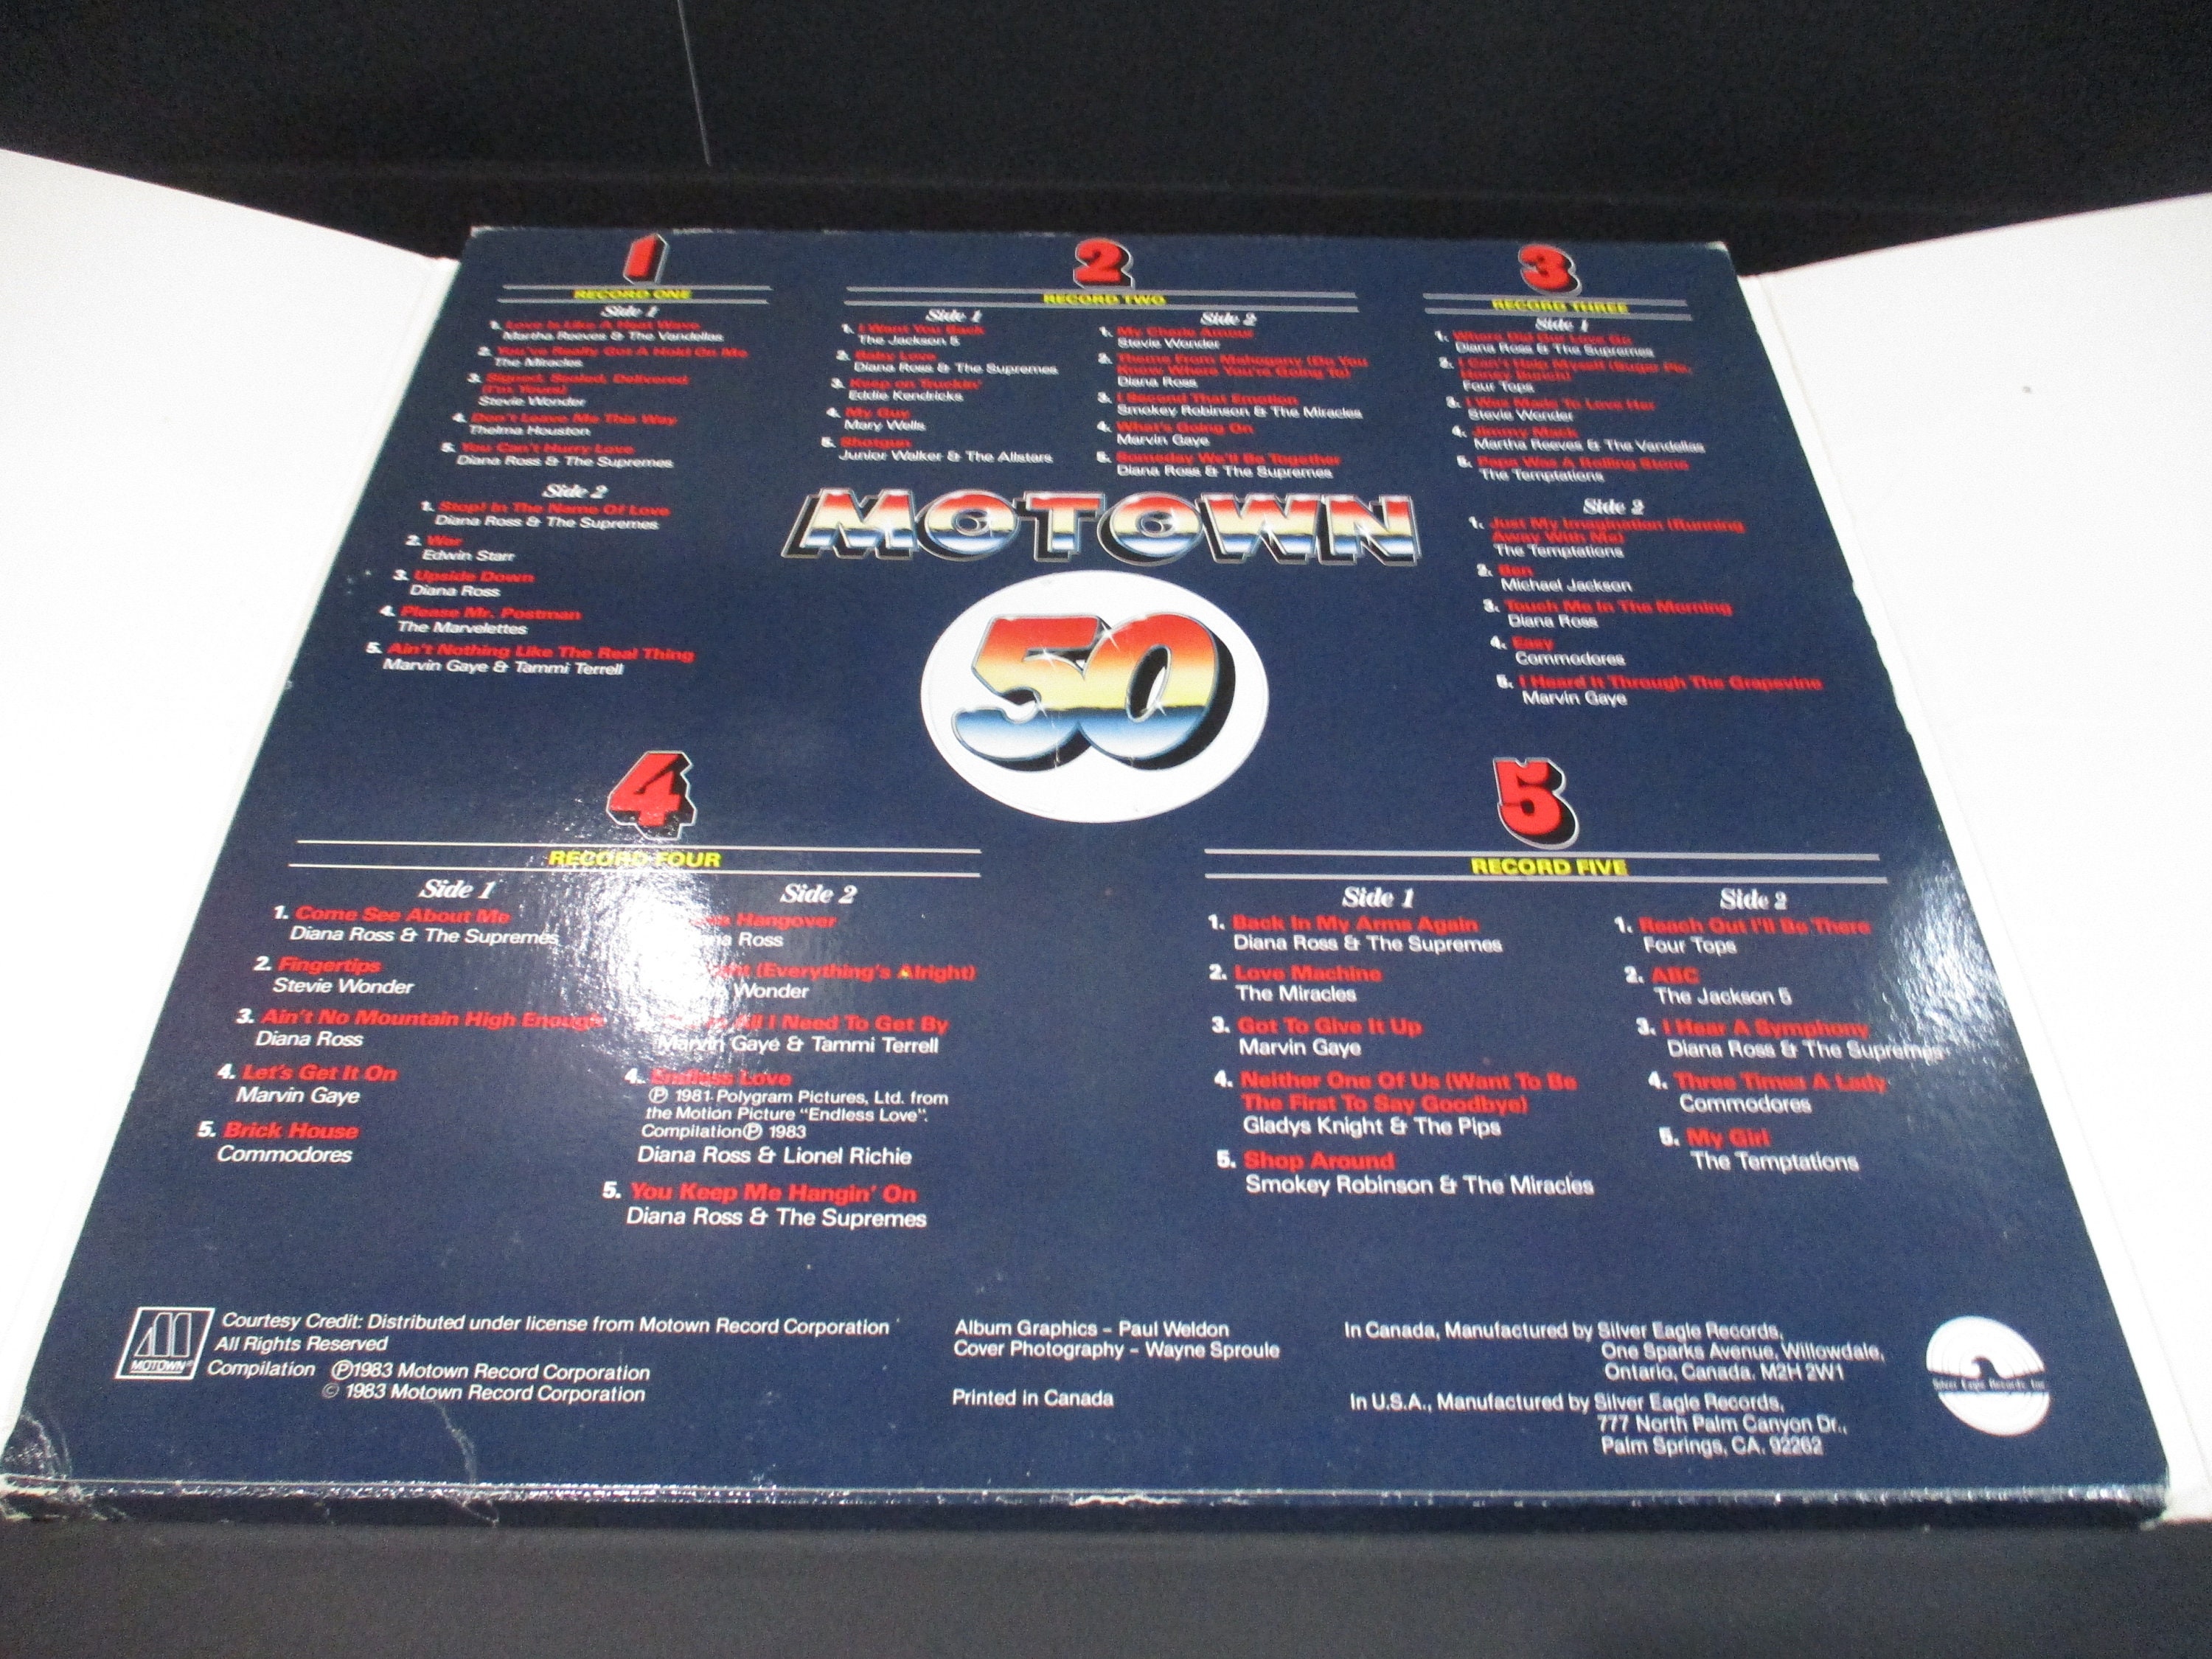 1
RECORD ONE
Side 1
1. Love Is Like A Heat Wave
Martha Reeves & The Vandellas
2. You've Really Got A Hold On Me
The Miracles
3. Signed, Sealed, Delivered
(I'm Yours)
Stevie Wonder
4. Don't Leave Me This Way
Thelma Houston
5. You Can't Hurry Love
Diana Ross & The Supremes
Side 2
1. Stop! In The Name Of Love
Diana Ross & The Supremes
2. War
Edwin Starr
3. Upside Down
Diana Ross
4. Please Mr. Postman
The Marvelettes
5. Ain't Nothing Like The Real Thing
Marvin Gaye & Tammi Terrell
2
RECORD TWO
Side 1
1. I Want You Back
The Jackson 5
2. Baby Love
Diana Ross & The Supremes
3. Keep on Truckin'
Eddie Kendricks
4. My Guy
Mary Wells
5. Shotgun
Junior Walker & The Allstars
Side 2
1. My Cherie Amour
Stevie Wonder
2. Theme From Mahogany (Do You
Know Where You're Going To)
Diana Ross
3. I Second That Emotion
Smokey Robinson & The Miracles
4. What's Going On
Marvin Gaye
5. Someday We'll Be Together
Diana Ross & The Supremes
3
RECORD THREE
Side 1
1. Where Did Our Love Go
Diana Ross & The Supremes
2. I Can't Help Myself (Sugar Pie,
Honey Bunch)
Four Tops
3. I Was Made To Love Her
Stevie Wonder
4. Jimmy Mack
Martha Reeves & The Vandellas
5. Papa Was A Rolling Stone
The Temptations
Side 2
1. Just My Imagination (Running
Away With Me)
The Temptations
2. Ben
Michael Jackson
3. Touch Me In The Morning
Diana Ross
4. Easy
Commodores
5. I Heard It Through The Grapevine
Marvin Gaye
MOTOWN
50
4
RECORD FOUR
Side 1
1. Come See About Me
Diana Ross & The Supremes
2. Fingertips
Stevie Wonder
3. Ain't No Mountain High Enough
Diana Ross
4. Let's Get It On
Marvin Gaye
5. Brick House
Commodores
Side 2
Hangover
Ross
(Everything's Alright)
Wonder
All I Need To Get By
Marvin Gaye & Tammi Terrell
4. Endless Love
Ⓟ 1981 Polygram Pictures, Ltd. from
the Motion Picture "Endless Love".
Compilation Ⓟ 1983
Diana Ross & Lionel Richie
5. You Keep Me Hangin' On
Diana Ross & The Supremes
5
RECORD FIVE
Side 1
1. Back In My Arms Again
Diana Ross & The Supremes
2. Love Machine
The Miracles
3. Got To Give It Up
Marvin Gaye
4. Neither One Of Us (Want To Be
The First To Say Goodbye)
Gladys Knight & The Pips
5. Shop Around
Smokey Robinson & The Miracles
Side 2
1. Reach Out I'll Be There
Four Tops
2. ABC
The Jackson 5
3. I Hear A Symphony
Diana Ross & The Supremes
4. Three Times A Lady
Commodores
5. My Girl
The Temptations
MOTOWN®
Courtesy Credit: Distributed under license from Motown Record Corporation
All Rights Reserved
Compilation Ⓟ1983 Motown Record Corporation
© 1983 Motown Record Corporation
Album Graphics – Paul Weldon
Cover Photography – Wayne Sproule
Printed in Canada
In Canada, Manufactured by Silver Eagle Records,
One Sparks Avenue, Willowdale,
Ontario, Canada. M2H 2W1
In U.S.A., Manufactured by Silver Eagle Records,
777 North Palm Canyon Dr.,
Palm Springs, CA. 92262
Silver Eagle Records Inc.